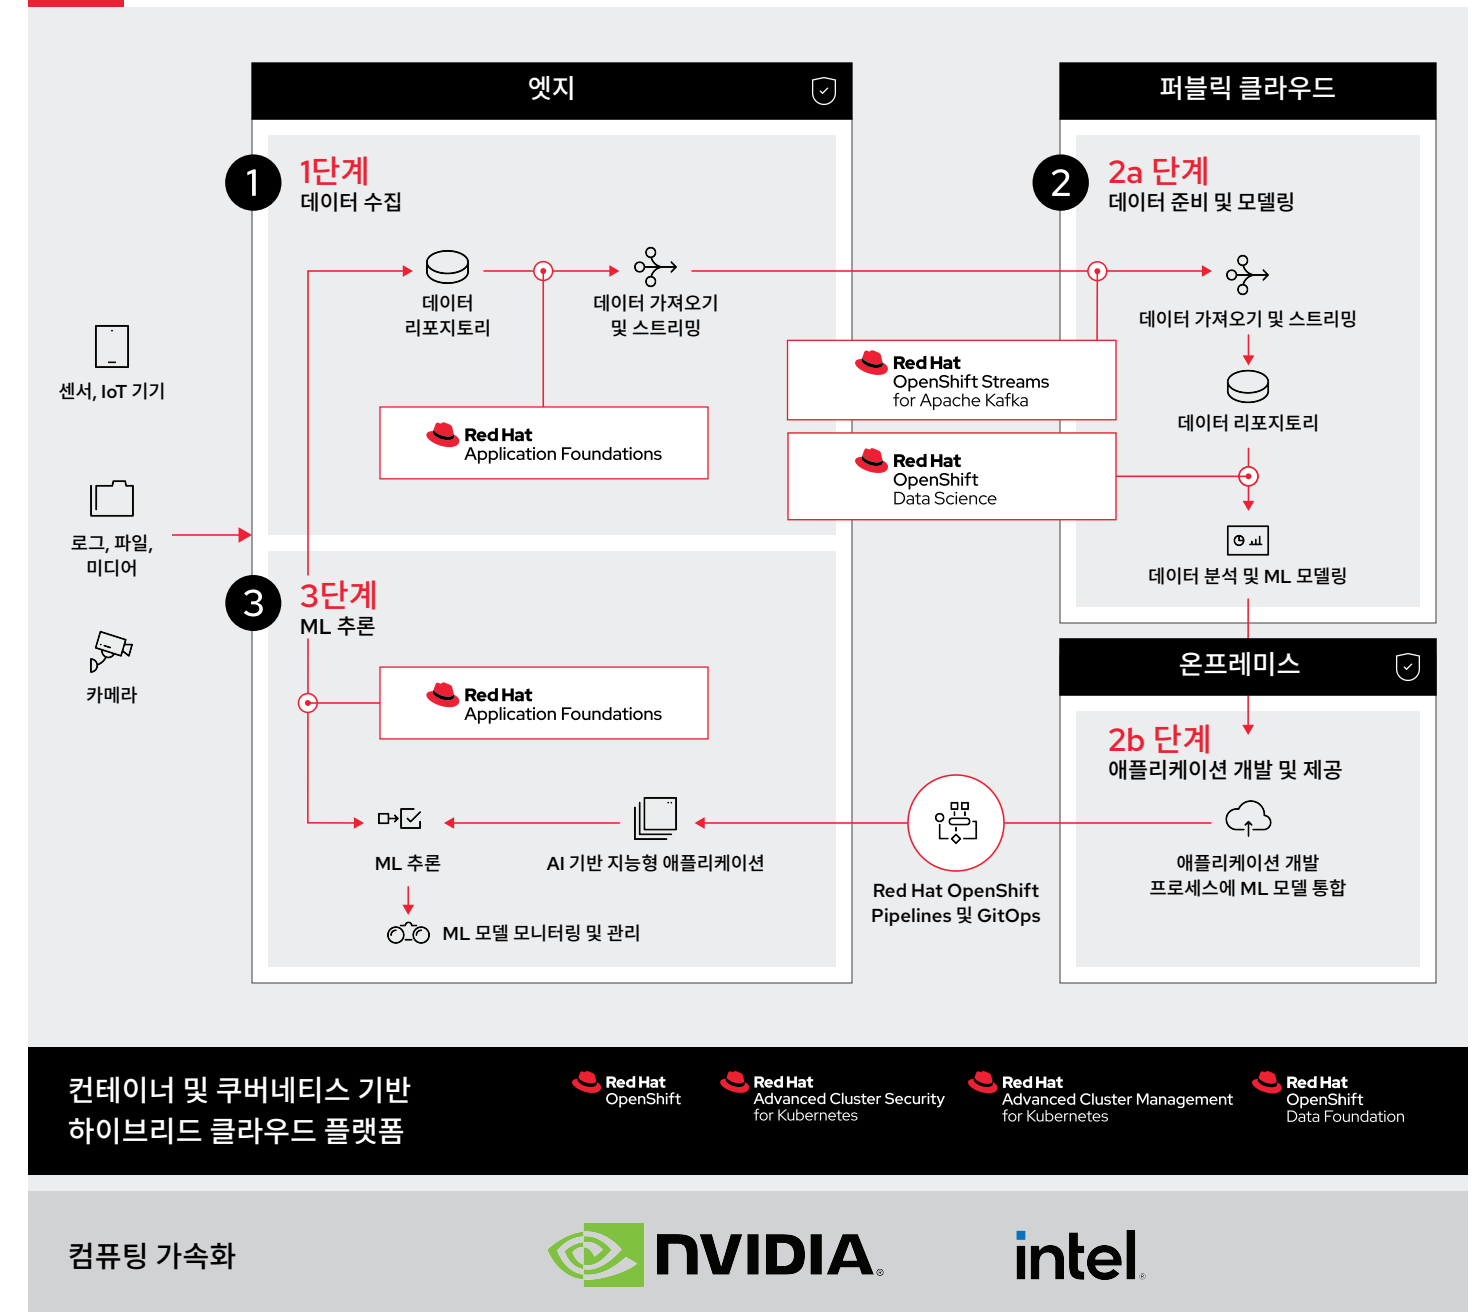 엣지
1
1단계
데이터 수집
데이터
리포지토리
데이터 가져오기
및 스트리밍
Red Hat
Application Foundations
센서, IoT 기기
로그, 파일,
미디어
카메라
퍼블릭 클라우드
2
2a 단계
데이터 준비 및 모델링
데이터 가져오기 및 스트리밍
Red Hat
OpenShift Streams
for Apache Kafka
데이터 리포지토리
Red Hat
OpenShift
Data Science
데이터 분석 및 ML 모델링
온프레미스
2b 단계
애플리케이션 개발 및 제공
애플리케이션 개발
프로세스에 ML 모델 통합
Red Hat OpenShift
Pipelines 및 GitOps
3
3단계
ML 추론
Red Hat
Application Foundations
ML 추론
AI 기반 지능형 애플리케이션
ML 모델 모니터링 및 관리
컨테이너 및 쿠버네티스 기반
하이브리드 클라우드 플랫폼
Red Hat
OpenShift
Red Hat
Advanced Cluster Security
for Kubernetes
Red Hat
Advanced Cluster Management
for Kubernetes
Red Hat
OpenShift
Data Foundation
컴퓨팅 가속화
NVIDIA®
intel®